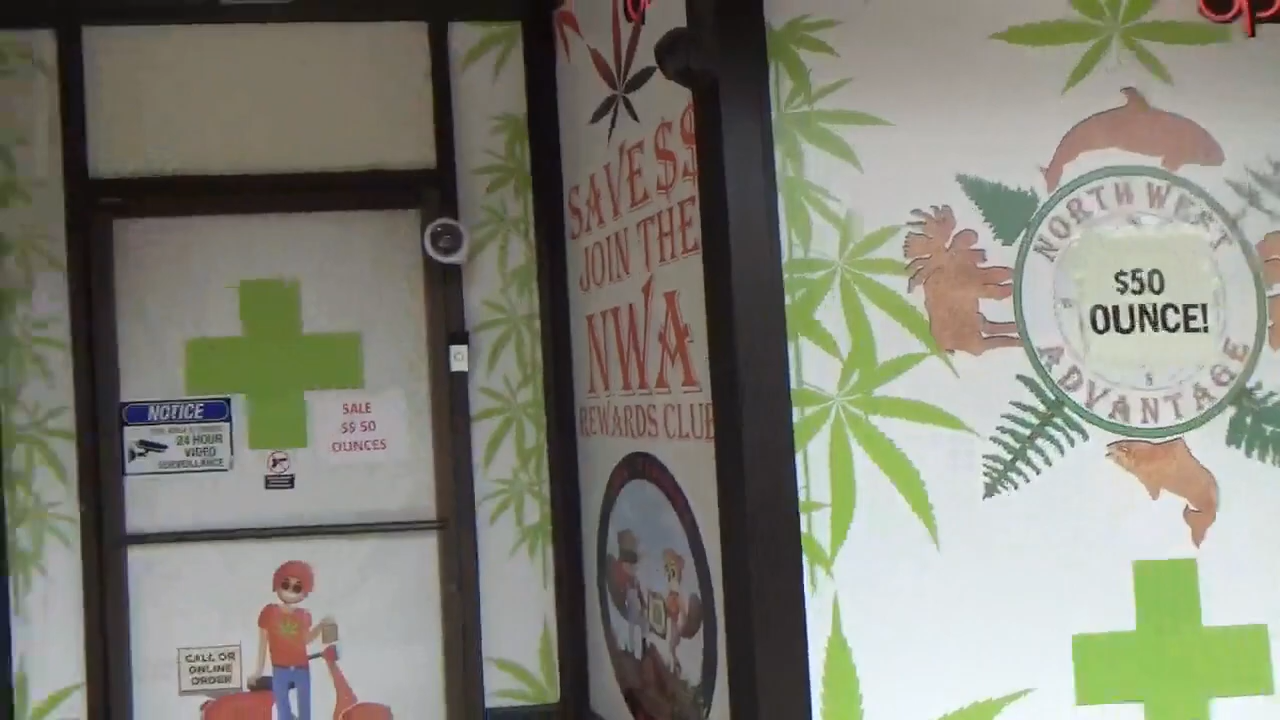 NOTICE
24 HOUR
VIDEO
SURVEILLANCE
SALE
$$ 50
OUNCES
CALL OR
ONLINE
ORDER
SAVE $$
JOIN THE
NWA
REWARDS CLUB
NORTH WEST
$50
OUNCE!
ADVANTAGE